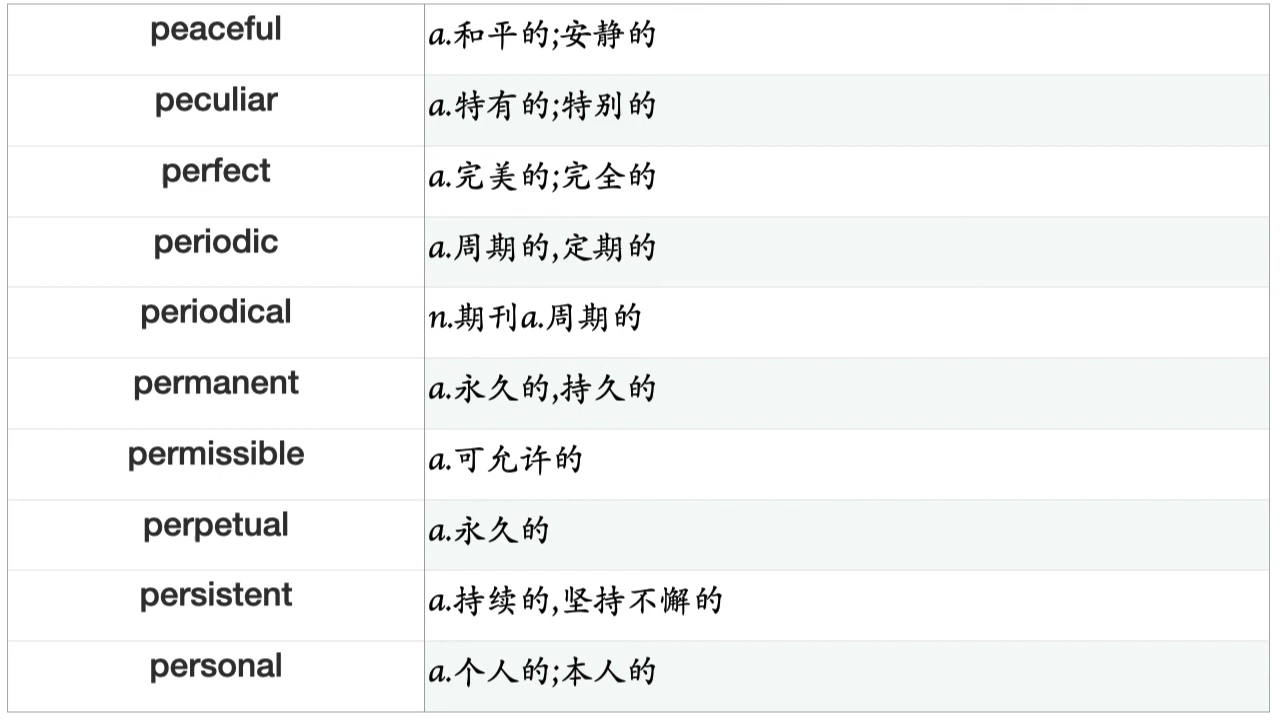 peaceful a.和平的;安静的
peculiar a.特有的;特别的
perfect a.完美的;完全的
periodic a.周期的,定期的
periodical n.期刊a.周期的
permanent a.永久的,持久的
permissible a.可允许的
perpetual a.永久的
persistent a.持续的,坚持不懈的
personal a.个人的;本人的